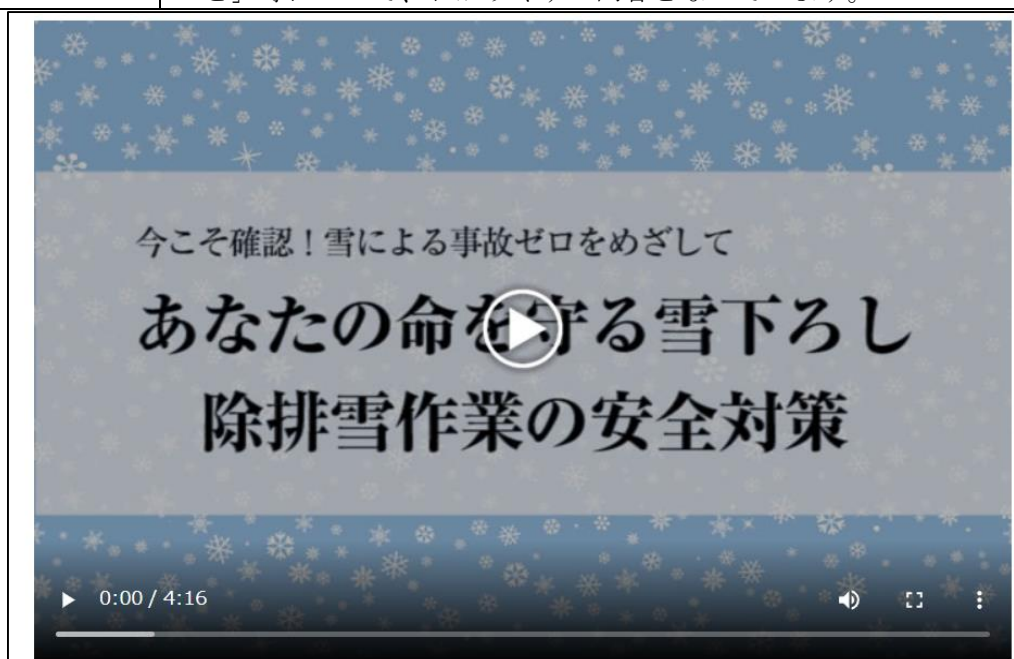 今こそ確認！雪による事故ゼロをめざして
あなたの命を守る雪下ろし
除排雪作業の安全対策
0:00 / 4:16